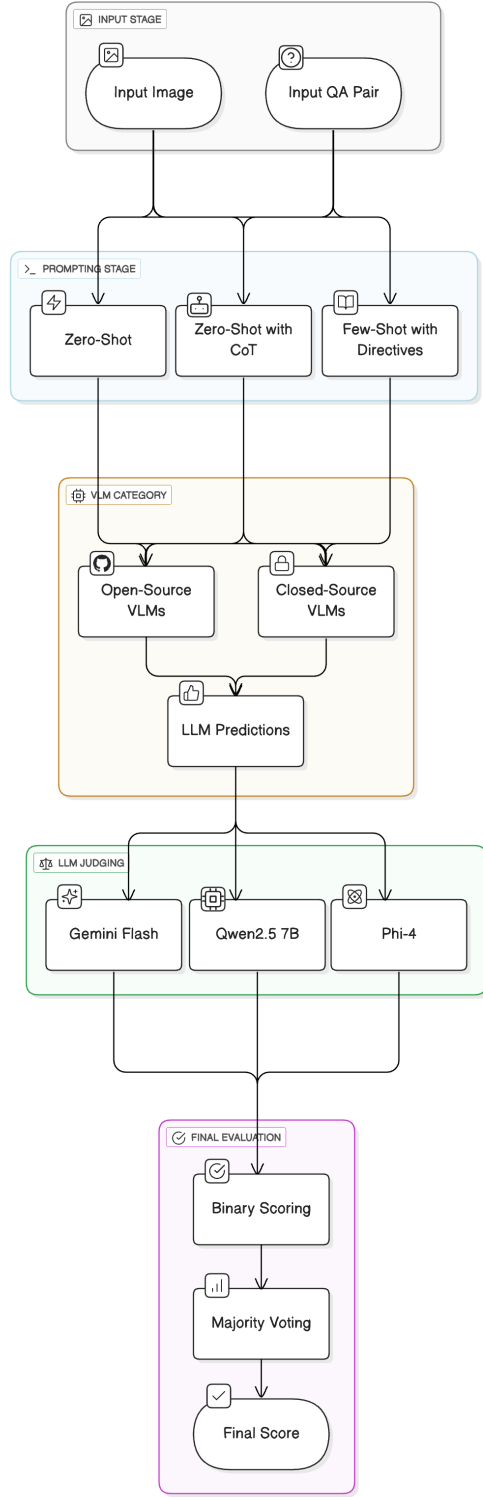 INPUT STAGE
Input Image
Input QA Pair
PROMPTING STAGE
Zero-Shot
Zero-Shot with
CoT
Few-Shot with
Directives
VLM CATEGORY
Open-Source
VLMs
Closed-Source
VLMs
LLM Predictions
LLM JUDGING
Gemini Flash
Qwen2.5 7B
Phi-4
FINAL EVALUATION
Binary Scoring
Majority Voting
Final Score